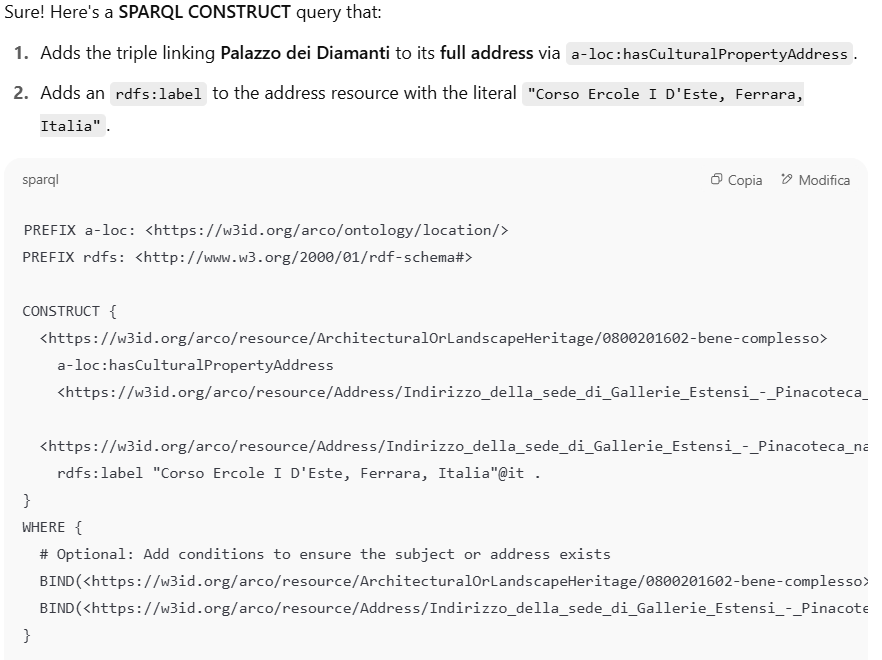 Sure! Here's a SPARQL CONSTRUCT query that:
1. Adds the triple linking Palazzo dei Diamanti to its full address via a-loc:hasCulturalPropertyAddress.
2. Adds an rdfs:label to the address resource with the literal "Corso Ercole I D'Este, Ferrara,
Italia".
sparql
Copia
Modifica
PREFIX a-loc: <https://w3id.org/arco/ontology/location/>
PREFIX rdfs: <http://www.w3.org/2000/01/rdf-schema#>
CONSTRUCT {
<https://w3id.org/arco/resource/ArchitecturalOrLandscapeHeritage/0800201602-bene-complesso>
a-loc:hasCulturalPropertyAddress
<https://w3id.org/arco/resource/Address/Indirizzo_della_sede_di_Gallerie_Estensi_-_Pinacoteca_
<https://w3id.org/arco/resource/Address/Indirizzo_della_sede_di_Gallerie_Estensi_-_Pinacoteca_na
rdfs:label "Corso Ercole I D'Este, Ferrara, Italia"@it .
}
WHERE {
# Optional: Add conditions to ensure the subject or address exists
BIND(<https://w3id.org/arco/resource/ArchitecturalOrLandscapeHeritage/0800201602-bene-complesso>
BIND(<https://w3id.org/arco/resource/Address/Indirizzo_della_sede_di_Gallerie_Estensi_-_Pinacote
}